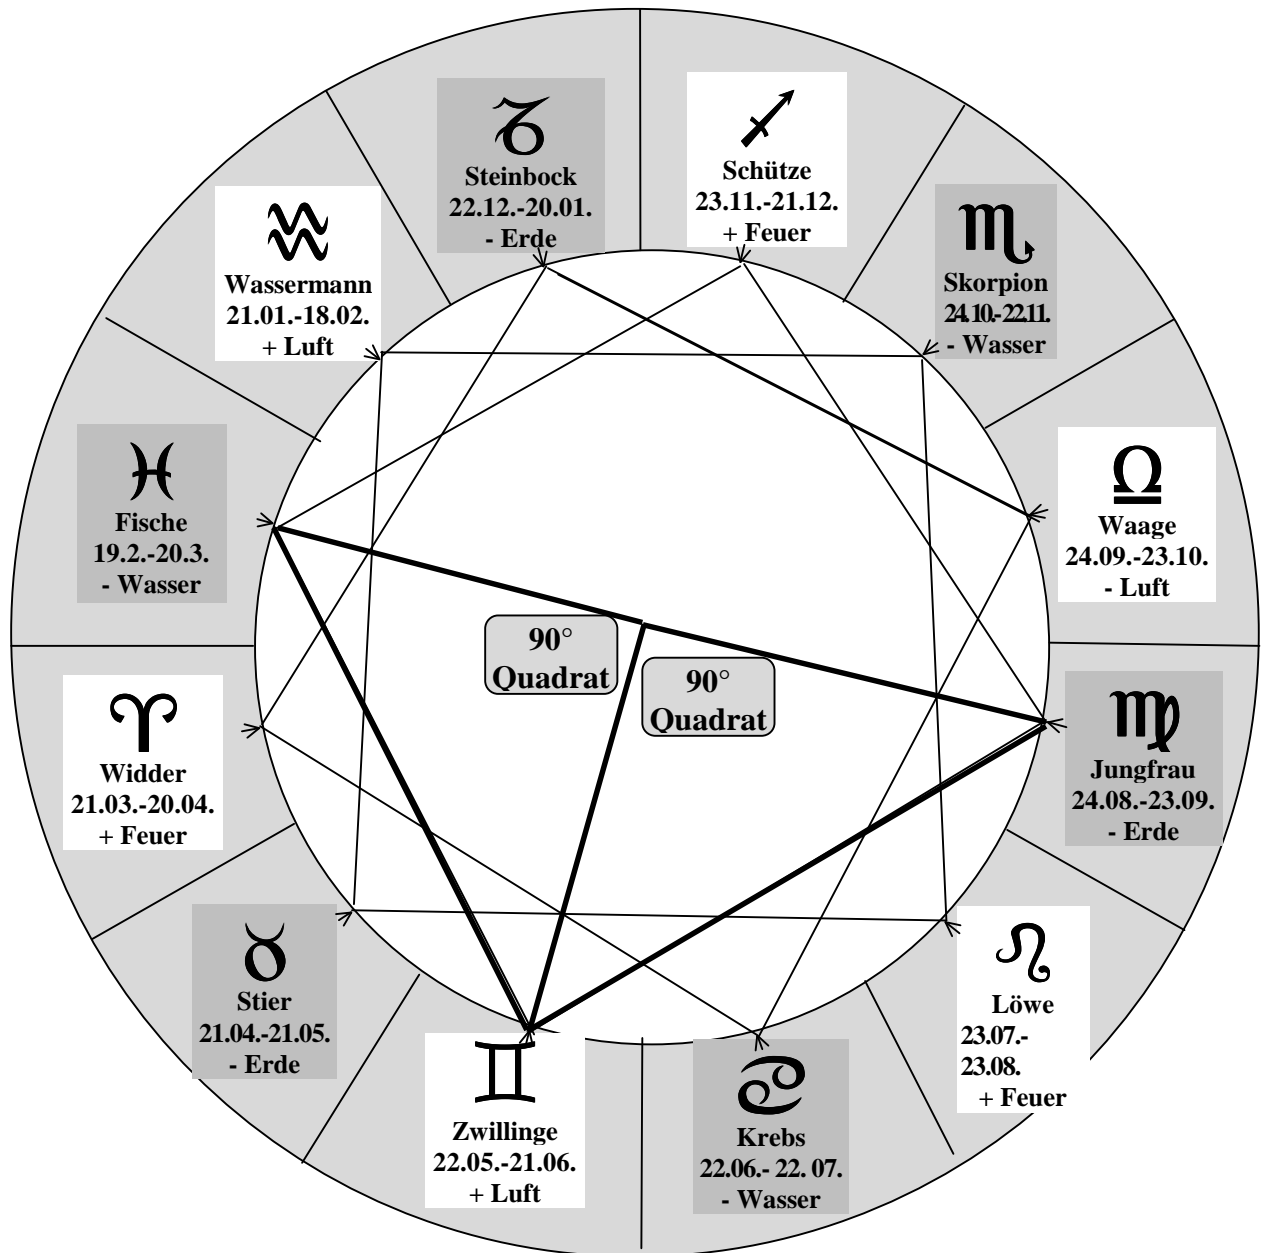 Steinbock
22.12.-20.01.
- Erde
Schütze
23.11.-21.12.
+ Feuer
Wassermann
21.01.-18.02.
+ Luft
Skorpion
24.10.-22.11.
- Wasser
Fische
19.2.-20.3.
- Wasser
Waage
24.09.-23.10.
- Luft
90°
Quadrat
90°
Quadrat
Widder
21.03.-20.04.
+ Feuer
Jungfrau
24.08.-23.09.
- Erde
Stier
21.04.-21.05.
- Erde
Löwe
23.07.-
23.08.
+ Feuer
Zwillinge
22.05.-21.06.
+ Luft
Krebs
22.06.- 22. 07.
- Wasser